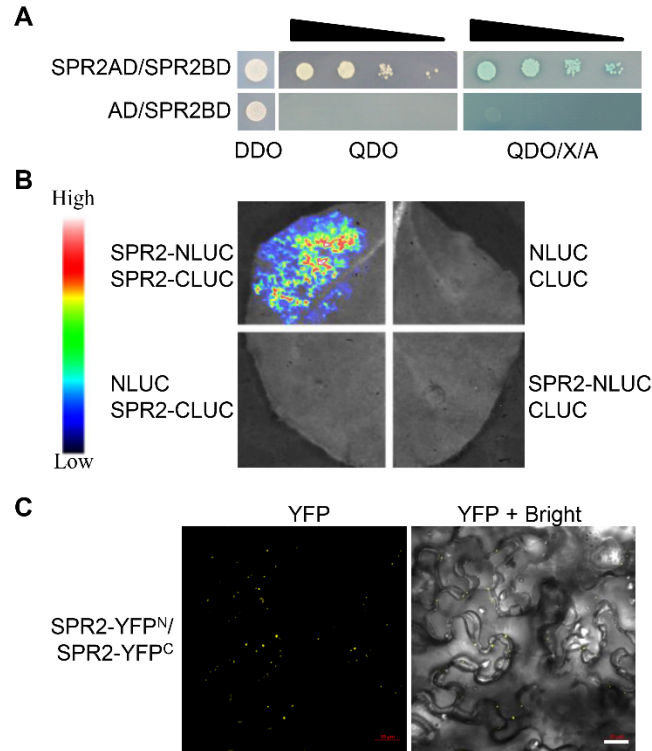 A
SPR2AD/SPR2BD
AD/SPR2BD
DDO QDO QDO/X/A
B
High
Low
SPR2-NLUC
SPR2-CLUC
NLUC
CLUC
NLUC
SPR2-CLUC
SPR2-NLUC
CLUC
C
YFP YFP + Bright
SPR2-YFPᴺ/
SPR2-YFPᶜ